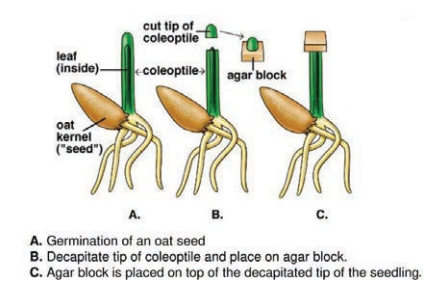 cut tip of
coleoptile
leaf
(inside)
coleoptile
agar block
oat
kernel
("seed")
A.
B.
C.
A. Germination of an oat seed
B. Decapitate tip of coleoptile and place on agar block.
C. Agar block is placed on top of the decapitated tip of the seedling.